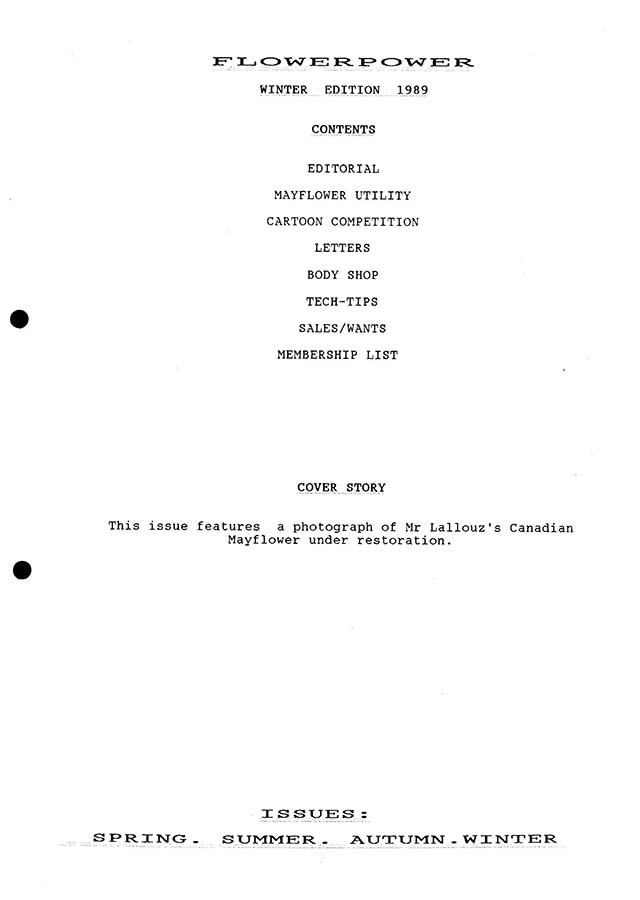 FLOWERPOWER
WINTER EDITION 1989
CONTENTS
EDITORIAL
MAYFLOWER UTILITY
CARTOON COMPETITION
LETTERS
BODY SHOP
TECH-TIPS
SALES/WANTS
MEMBERSHIP LIST
COVER STORY
This issue features a photograph of Mr Lallouz's Canadian
Mayflower under restoration.
ISSUES:
SPRING. SUMMER. AUTUMN.WINTER